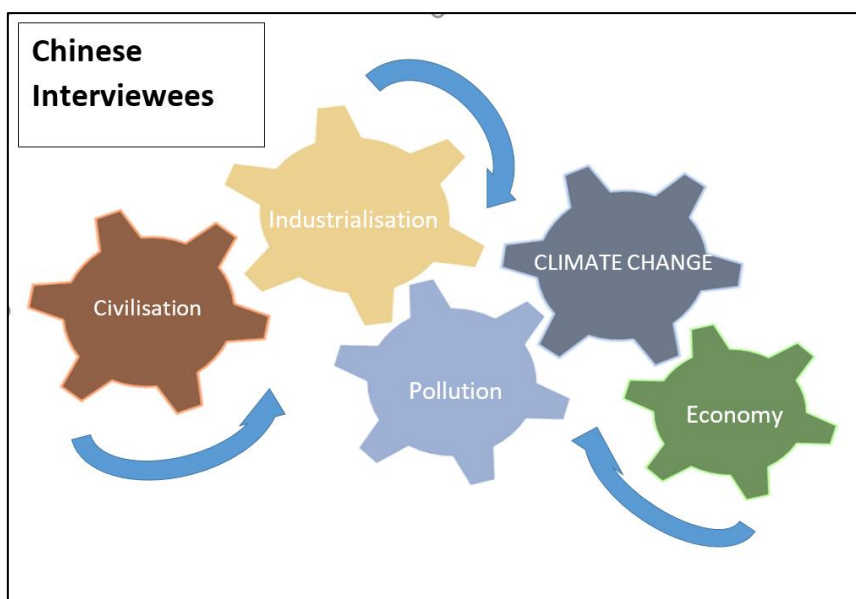 Chinese
Interviewees
Industrialisation
CLIMATE CHANGE
Civilisation
Pollution
Economy